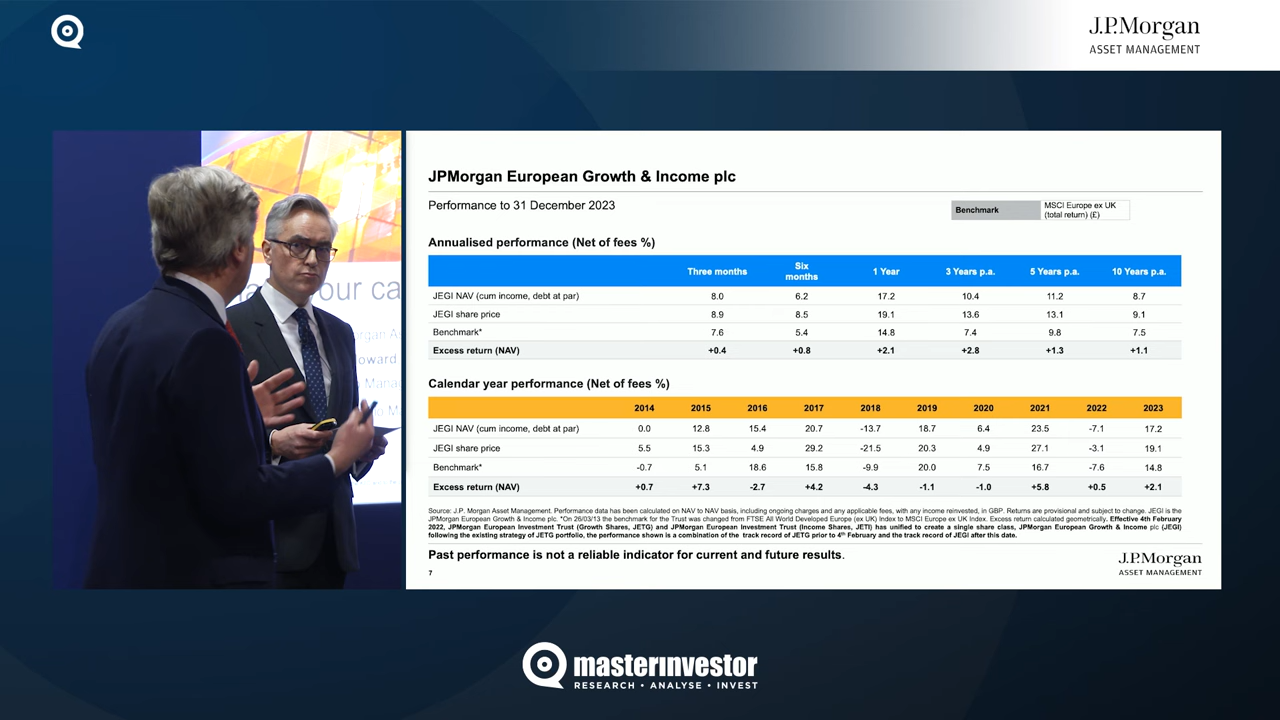 J.P.Morgan
ASSET MANAGEMENT
our ca
organ As
oward
Mana
to M
JPMorgan European Growth & Income plc
Performance to 31 December 2023
Benchmark MSCI Europe ex UK
(total return) (£)
Annualised performance (Net of fees %)
Three months Six months 1 Year 3 Years p.a. 5 Years p.a. 10 Years p.a.
JEGI NAV (cum income, debt at par) 8.0 6.2 17.2 10.4 11.2 8.7
JEGI share price 8.9 8.5 19.1 13.6 13.1 9.1
Benchmark* 7.6 5.4 14.8 7.4 9.8 7.5
Excess return (NAV) +0.4 +0.8 +2.1 +2.8 +1.3 +1.1
Calendar year performance (Net of fees %)
2014 2015 2016 2017 2018 2019 2020 2021 2022 2023
JEGI NAV (cum income, debt at par) 0.0 12.8 15.4 20.7 -13.7 18.7 6.4 23.5 -7.1 17.2
JEGI share price 5.5 15.3 4.9 29.2 -21.5 20.3 4.9 27.1 -3.1 19.1
Benchmark* -0.7 5.1 18.6 15.8 -9.9 20.0 7.5 16.7 -7.6 14.8
Excess return (NAV) +0.7 +7.3 -2.7 +4.2 -4.3 -1.1 -1.0 +5.8 +0.5 +2.1
Source: J.P. Morgan Asset Management. Performance data has been calculated on NAV to NAV basis, including ongoing charges and any applicable fees, with any income reinvested, in GBP. Returns are provisional and subject to change. JEGI is the
JPMorgan European Growth & Income plc. *On 26/03/13 the benchmark for the Trust was changed from FTSE All World Developed Europe (ex UK) Index to MSCI Europe ex UK Index. Excess return calculated geometrically. Effective 4th February
2022, JPMorgan European Investment Trust (Growth Shares, JETG) and JPMorgan European Investment Trust (Income Shares, JETI) has unified to create a single share class, JPMorgan European Growth & Income plc (JEGI)
following the existing strategy of JETG portfolio, the performance shown is a combination of the track record of JETG prior to 4th February and the track record of JEGI after this date.
Past performance is not a reliable indicator for current and future results.
7
J.P.Morgan
ASSET MANAGEMENT
masterinvestor
RESEARCH • ANALYSE • INVEST